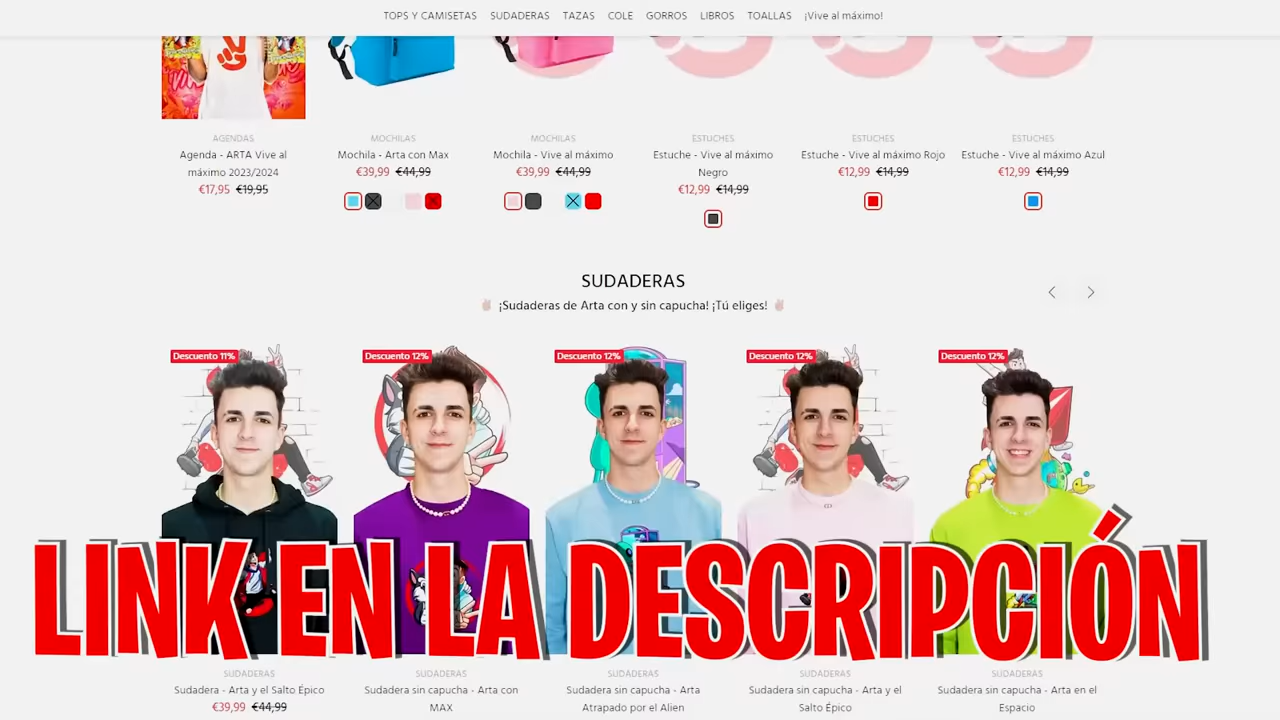 TOPS Y CAMISETAS SUDADERAS TAZAS COLE GORROS LIBROS TOALLAS ¡Vive al máximo!
AGENDAS
Agenda - ARTA Vive al
máximo 2023/2024
€17,95 €19,95
MOCHILAS
Mochila - Arta con Max
€39,99 €44,99
MOCHILAS
Mochila - Vive al máximo
€39,99 €44,99
ESTUCHES
Estuche - Vive al máximo
Negro
€12,99 €14,99
ESTUCHES
Estuche - Vive al máximo Rojo
€12,99 €14,99
ESTUCHES
Estuche - Vive al máximo Azul
€12,99 €14,99
SUDADERAS
¡Sudaderas de Arta con y sin capucha! ¡Tú eliges!
Descuento 11%
Descuento 12%
Descuento 12%
Descuento 12%
Descuento 12%
LINK EN LA DESCRIPCIÓN
SUDADERAS
Sudadera - Arta y el Salto Épico
€39,99 €44,99
SUDADERAS
Sudadera sin capucha - Arta con
MAX
SUDADERAS
Sudadera sin capucha - Arta
Atrapado por el Alien
SUDADERAS
Sudadera sin capucha - Arta y el
Salto Épico
SUDADERAS
Sudadera sin capucha - Arta en el
Espacio